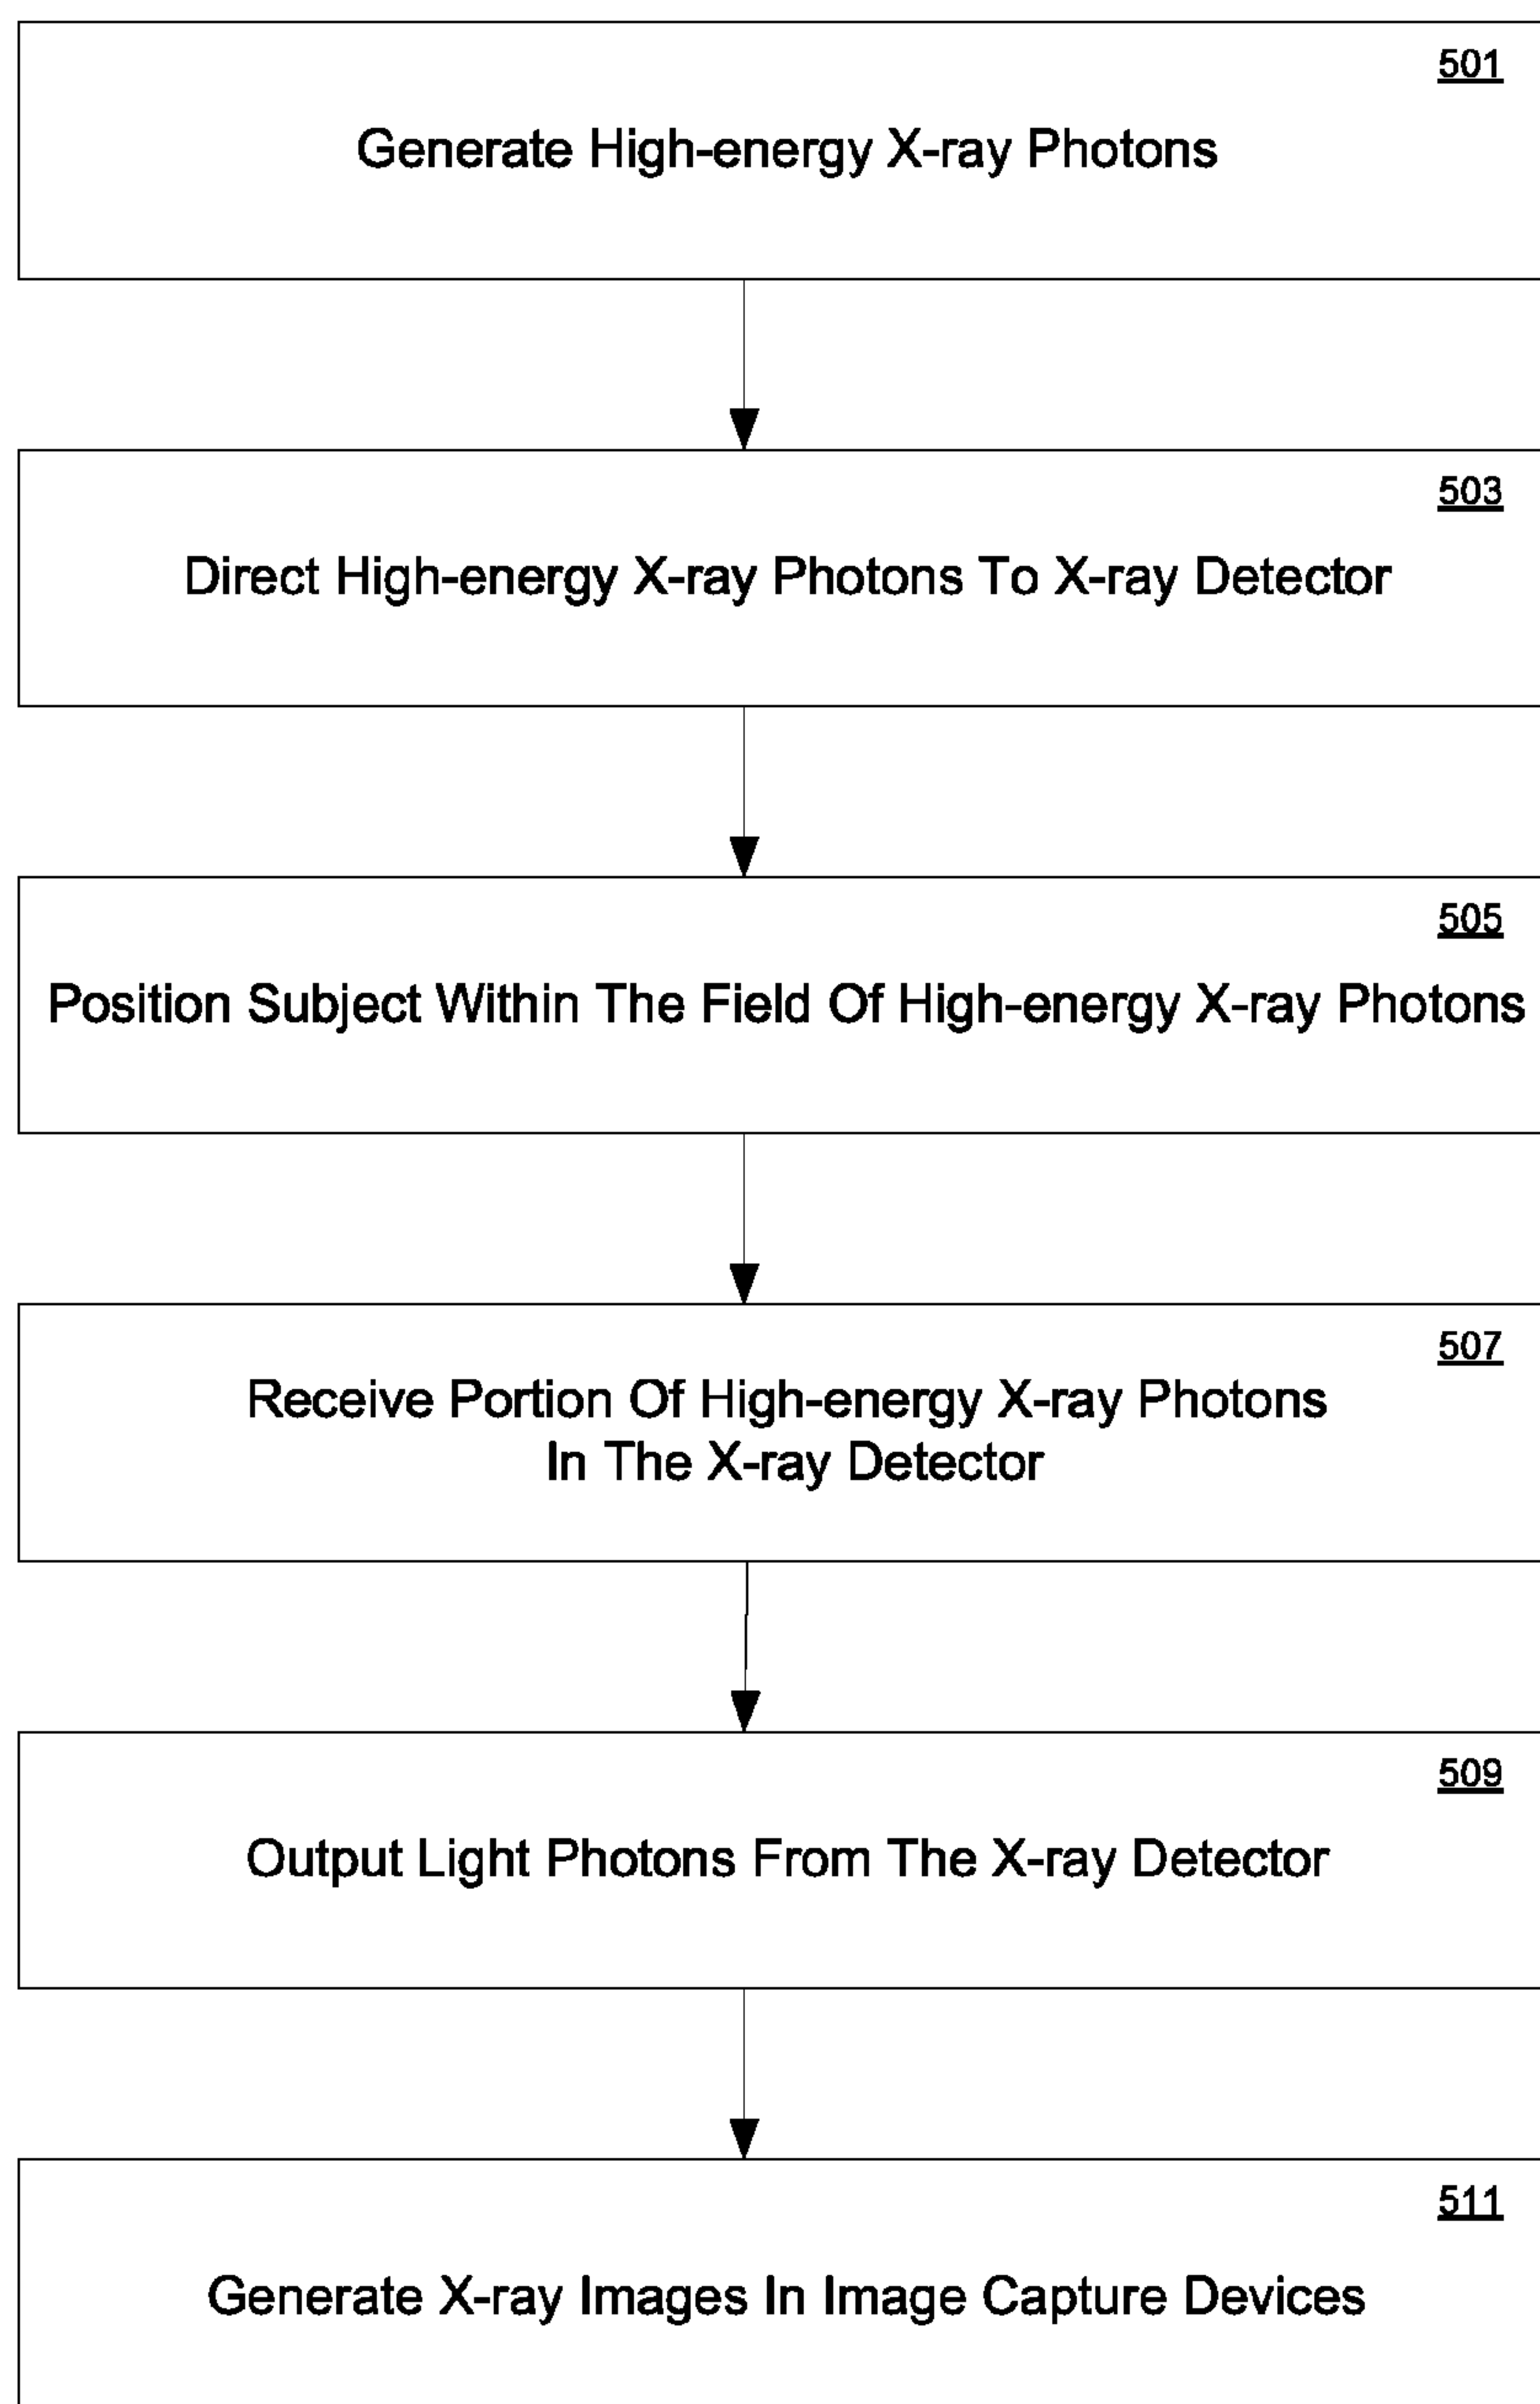 501
Generate High-energy X-ray Photons
503
Direct High-energy X-ray Photons To X-ray Detector
505
Position Subject Within The Field Of High-energy X-ray Photons
507
Receive Portion Of High-energy X-ray Photons
In The X-ray Detector
509
Output Light Photons From The X-ray Detector
511
Generate X-ray Images In Image Capture Devices